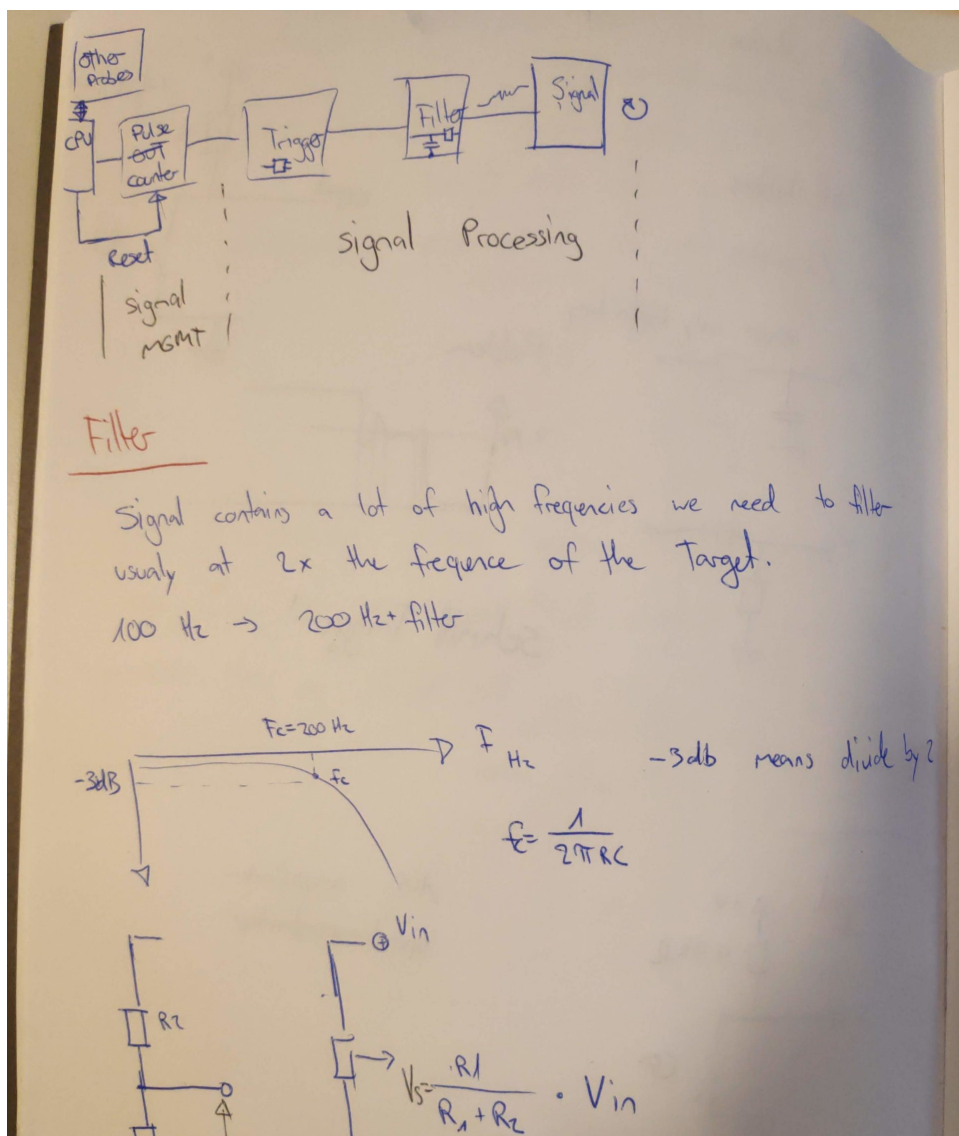 Other
Probes
CPU
Pulse
OUT
counter
Trigger
Filter
Signal
Reset
signal
MGMT
signal Processing
Filter
Signal contains a lot of high frequencies we need to filter
usualy at 2x the frequence of the Target.
100 Hz → 200 Hz+ filter
Fc=200 Hz
F Hz
-3dB
fc
-3db means divide by 2
fc= 1 / 2πRC
Vin
R2
Vs= R1 / R1 + R2 · Vin